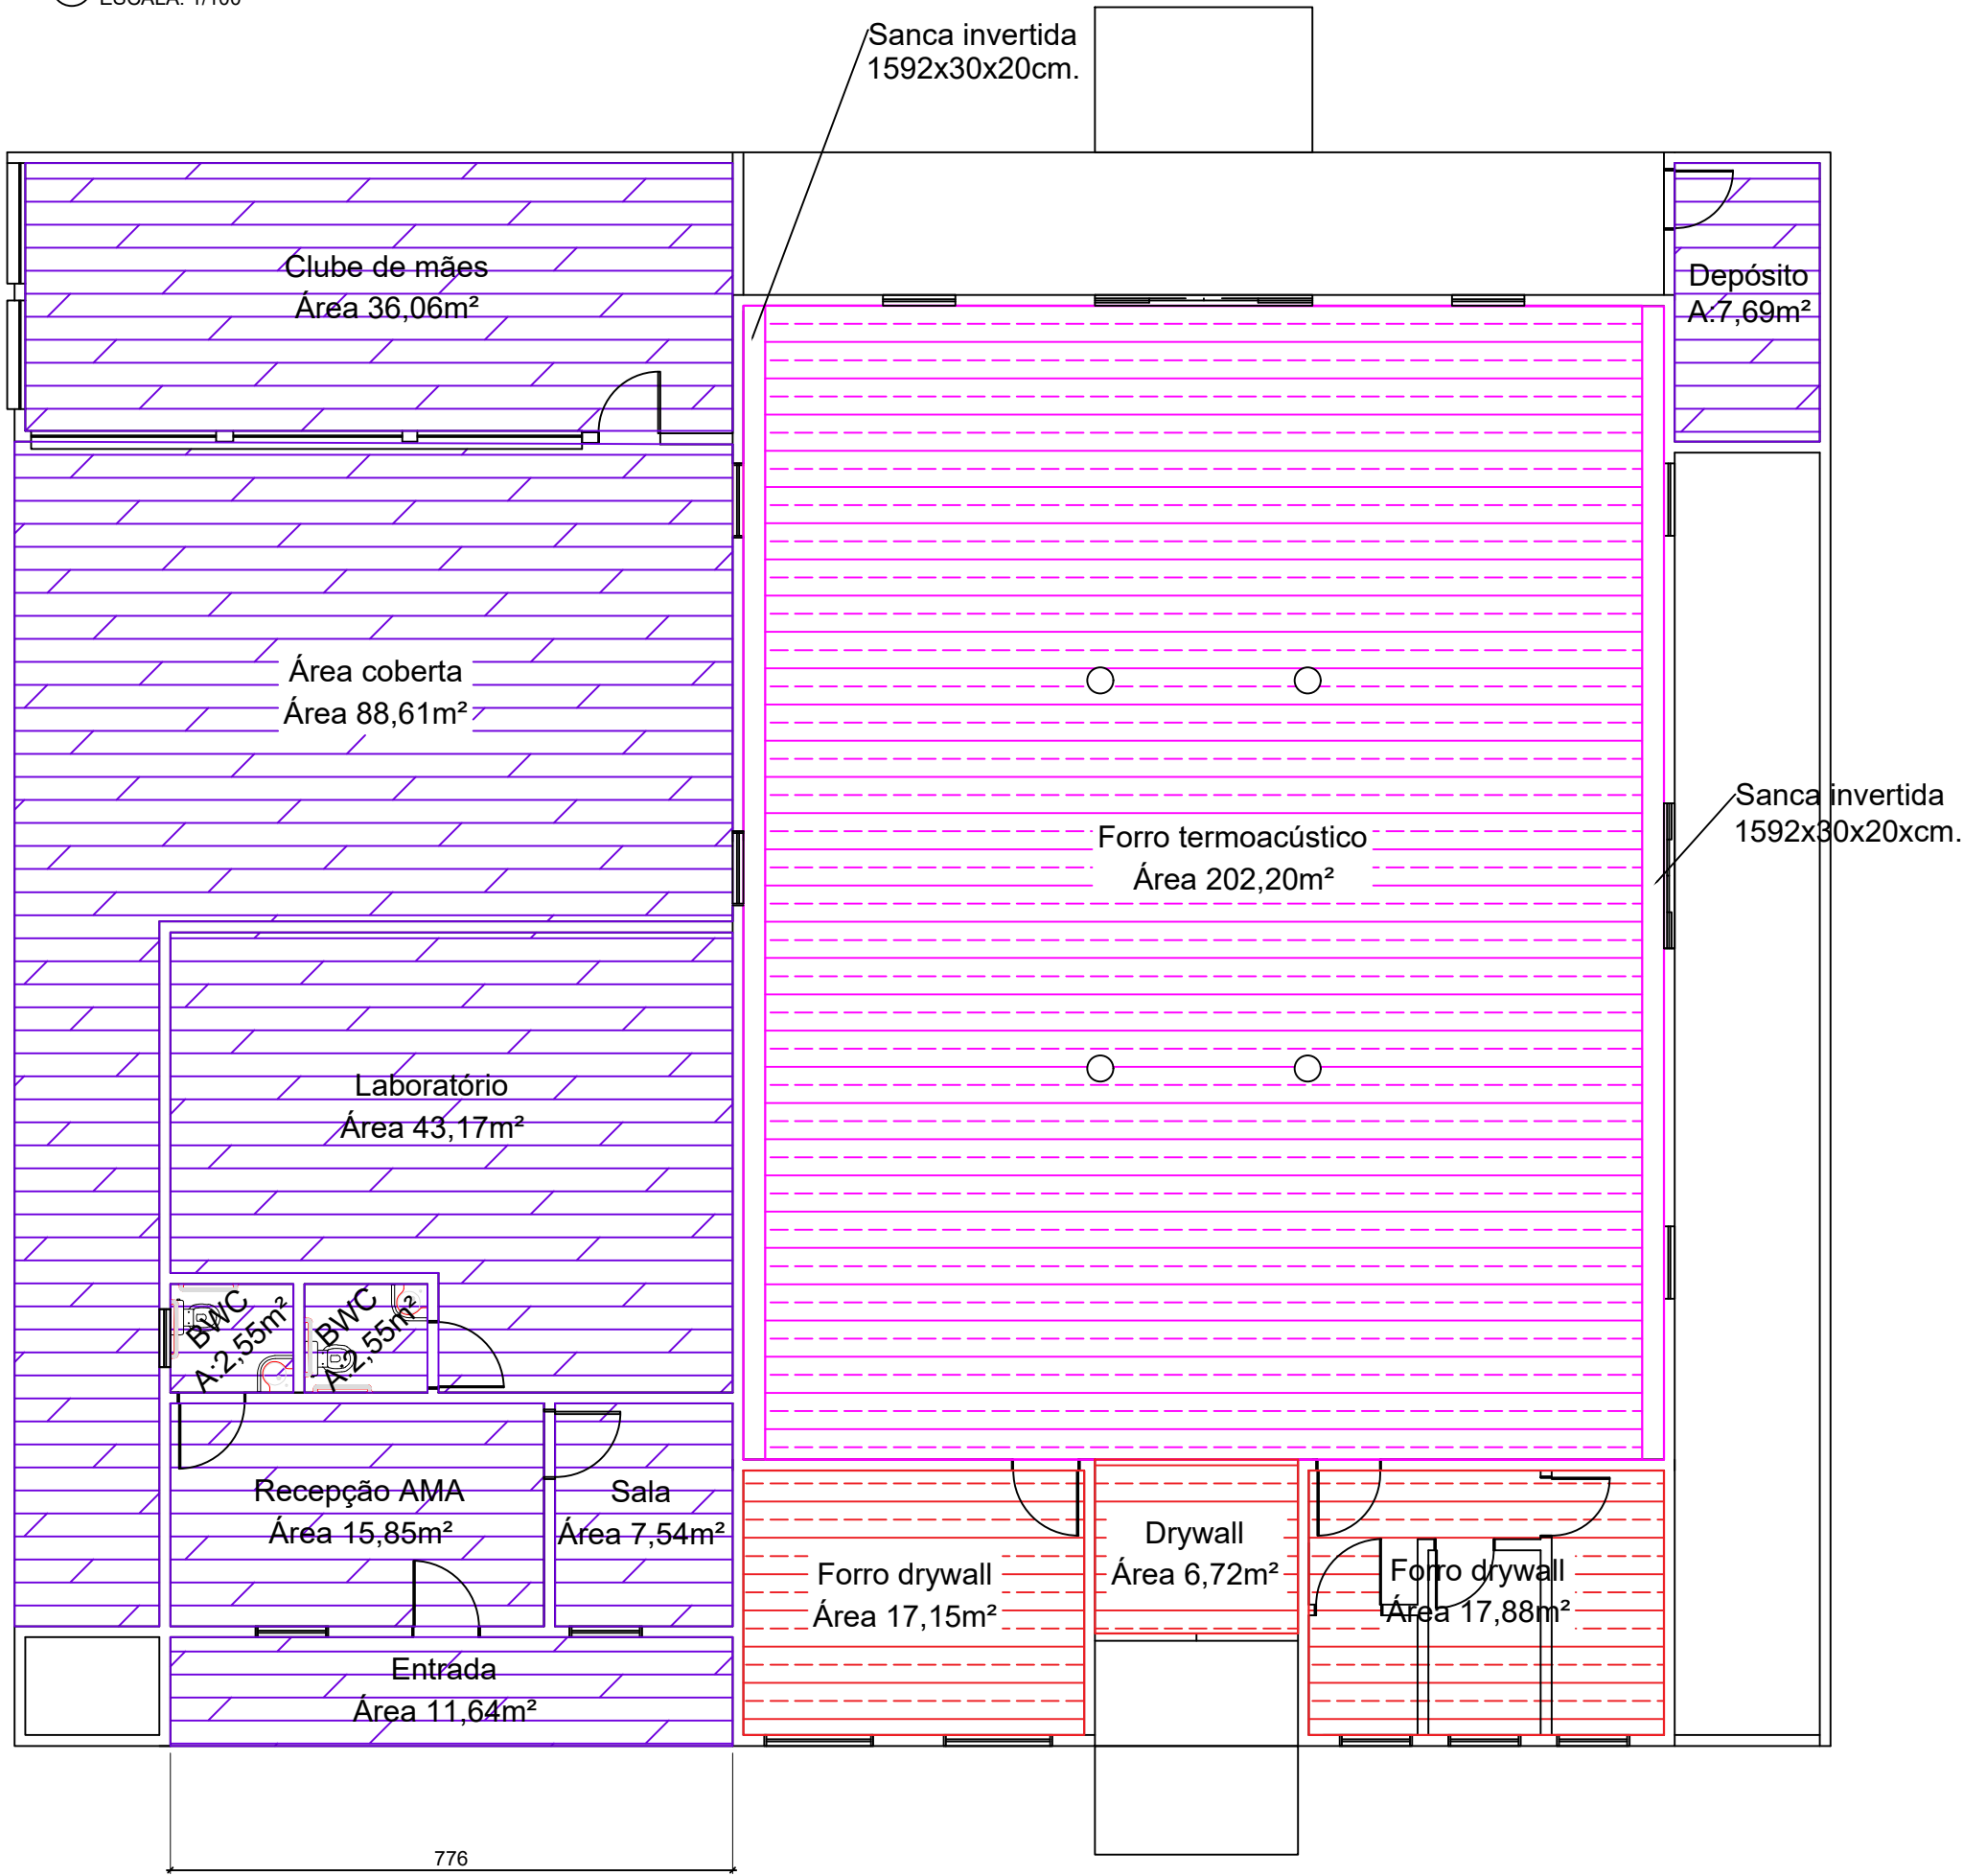 ESCALA: 1/100
Sanca invertida
1592x30x20cm.
Clube de mães
Área 36,06m²
Depósito
A:7,69m²
Área coberta
Área 88,61m²
Sanca invertida
1592x30x20xcm.
Forro termoacústico
Área 202,20m²
Laboratório
Área 43,17m²
BWC
A:2,55m²
BWC
A:2,55m²
Recepção AMA
Área 15,85m²
Sala
Área 7,54m²
Drywall
Área 6,72m²
Forro drywall
Área 17,15m²
Forro drywall
Área 17,88m²
Entrada
Área 11,64m²
776